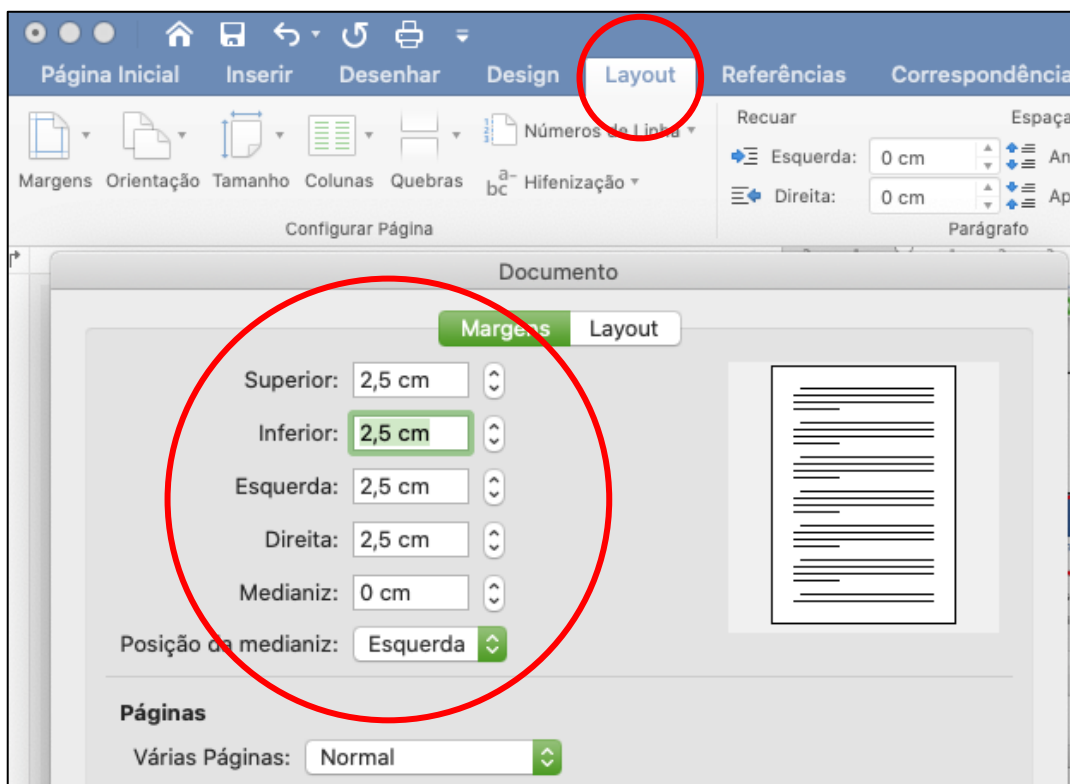 Página Inicial Inserir Desenhar Design Layout Referências Correspondência
Margens Orientação Tamanho Colunas Quebras
Números de Linha
Hifenização
Configurar Página
Recuar Espaça
Esquerda: 0 cm An
Direita: 0 cm Ap
Parágrafo
Documento
Margens Layout
Superior: 2,5 cm
Inferior: 2,5 cm
Esquerda: 2,5 cm
Direita: 2,5 cm
Medianiz: 0 cm
Posição da medianiz: Esquerda
Páginas
Várias Páginas: Normal